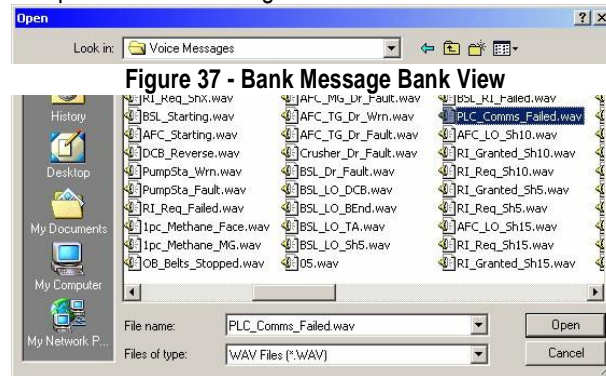 Open
Look in: Voice Messages
Figure 37 - Bank Message Bank View
RI_Req_ShX.wav AFC_MG_Dr_Fault.wav BSL_RI_Failed.wav
History BSL_Starting.wav AFC_TG_Dr_Wrn.wav PLC_Comms_Failed.wav
AFC_Starting.wav AFC_TG_Dr_Fault.wav AFC_LO_Sh10.wav
DCB_Reverse.wav Crusher_Dr_Fault.wav RI_Granted_Sh10.wav
Desktop PumpSta_Wrn.wav BSL_Dr_Fault.wav RI_Req_Sh10.wav
PumpSta_Fault.wav BSL_LO_DCB.wav RI_Granted_Sh5.wav
RI_Req_Failed.wav BSL_LO_BEnd.wav RI_Req_Sh5.wav
My Documents 1pc_Methane_Face.wav BSL_LO_TA.wav AFC_LO_Sh15.wav
1pc_Methane_MG.wav BSL_LO_Sh5.wav RI_Req_Sh15.wav
OB_Belts_Stopped.wav 05.wav RI_Granted_Sh15.wav
My Computer
File name: PLC_Comms_Failed.wav Open
My Network P...
Files of type: WAV Files (*.WAV) Cancel